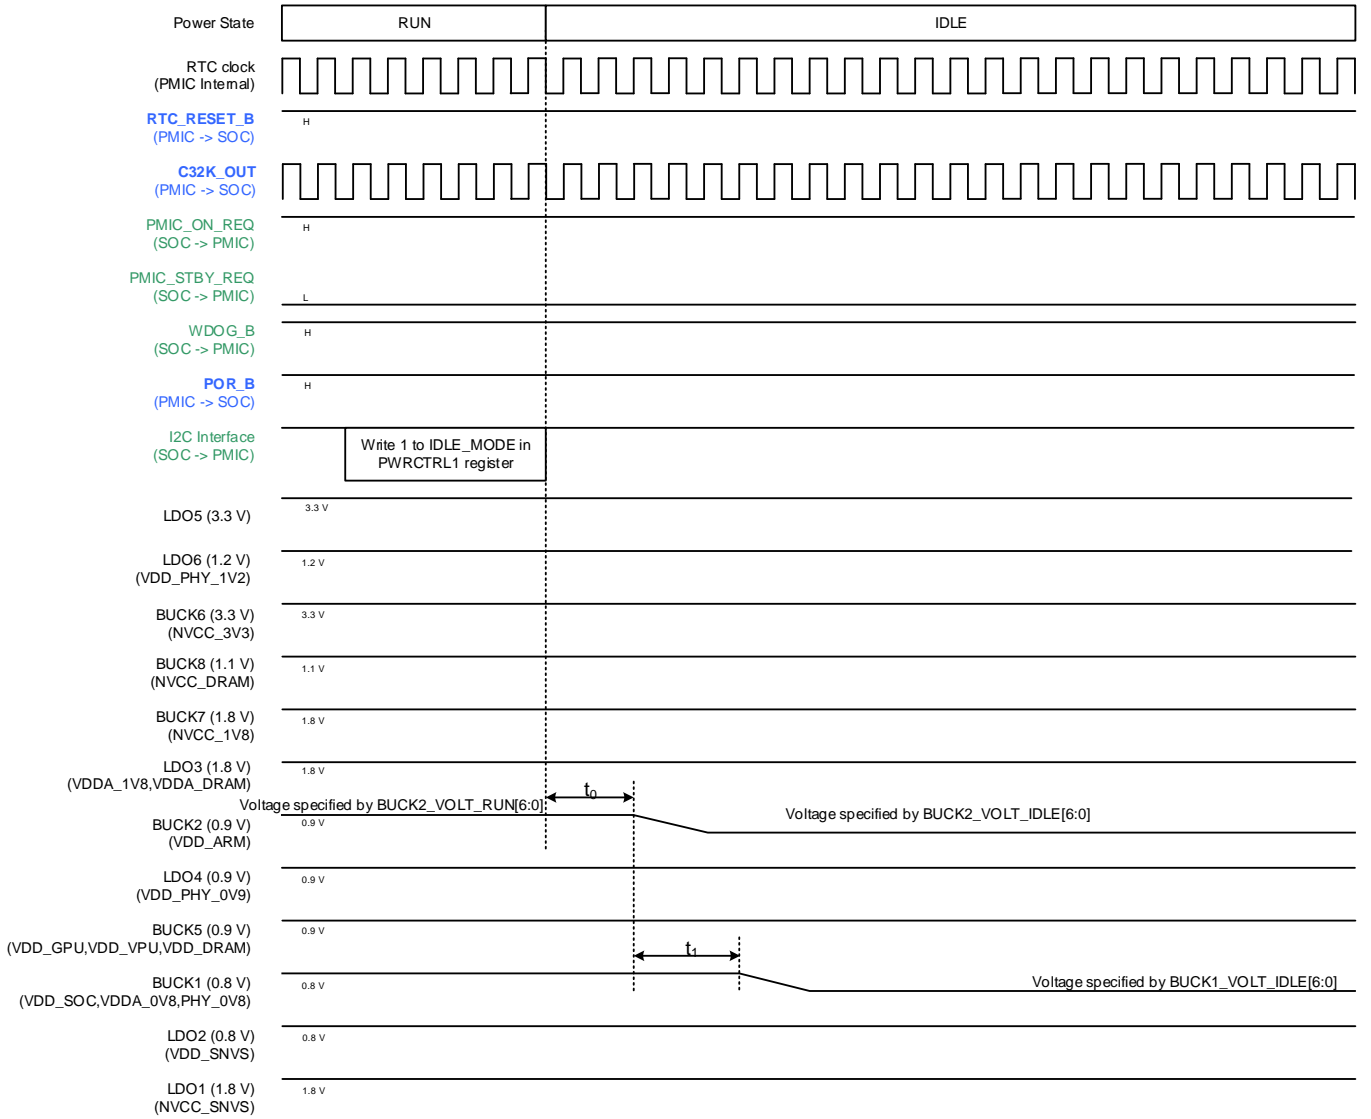 Power State
RUN
IDLE
RTC clock
(PMIC Internal)
RTC_RESET_B
(PMIC -> SOC)
H
C32K_OUT
(PMIC -> SOC)
PMIC_ON_REQ
(SOC -> PMIC)
H
PMIC_STBY_REQ
(SOC -> PMIC)
L
WDOG_B
(SOC -> PMIC)
H
POR_B
(PMIC -> SOC)
H
I2C Interface
(SOC -> PMIC)
Write 1 to IDLE_MODE in
PWRCTRL1 register
LDO5 (3.3 V)
3.3 V
LDO6 (1.2 V)
(VDD_PHY_1V2)
1.2 V
BUCK6 (3.3 V)
(NVCC_3V3)
3.3 V
BUCK8 (1.1 V)
(NVCC_DRAM)
1.1 V
BUCK7 (1.8 V)
(NVCC_1V8)
1.8 V
LDO3 (1.8 V)
(VDDA_1V8,VDDA_DRAM)
1.8 V
t0
Voltage specified by BUCK2_VOLT_RUN[6:0]
Voltage specified by BUCK2_VOLT_IDLE[6:0]
BUCK2 (0.9 V)
(VDD_ARM)
0.9 V
LDO4 (0.9 V)
(VDD_PHY_0V9)
0.9 V
BUCK5 (0.9 V)
(VDD_GPU,VDD_VPU,VDD_DRAM)
0.9 V
t1
BUCK1 (0.8 V)
(VDD_SOC,VDDA_0V8,PHY_0V8)
0.8 V
Voltage specified by BUCK1_VOLT_IDLE[6:0]
LDO2 (0.8 V)
(VDD_SNVS)
0.8 V
LDO1 (1.8 V)
(NVCC_SNVS)
1.8 V